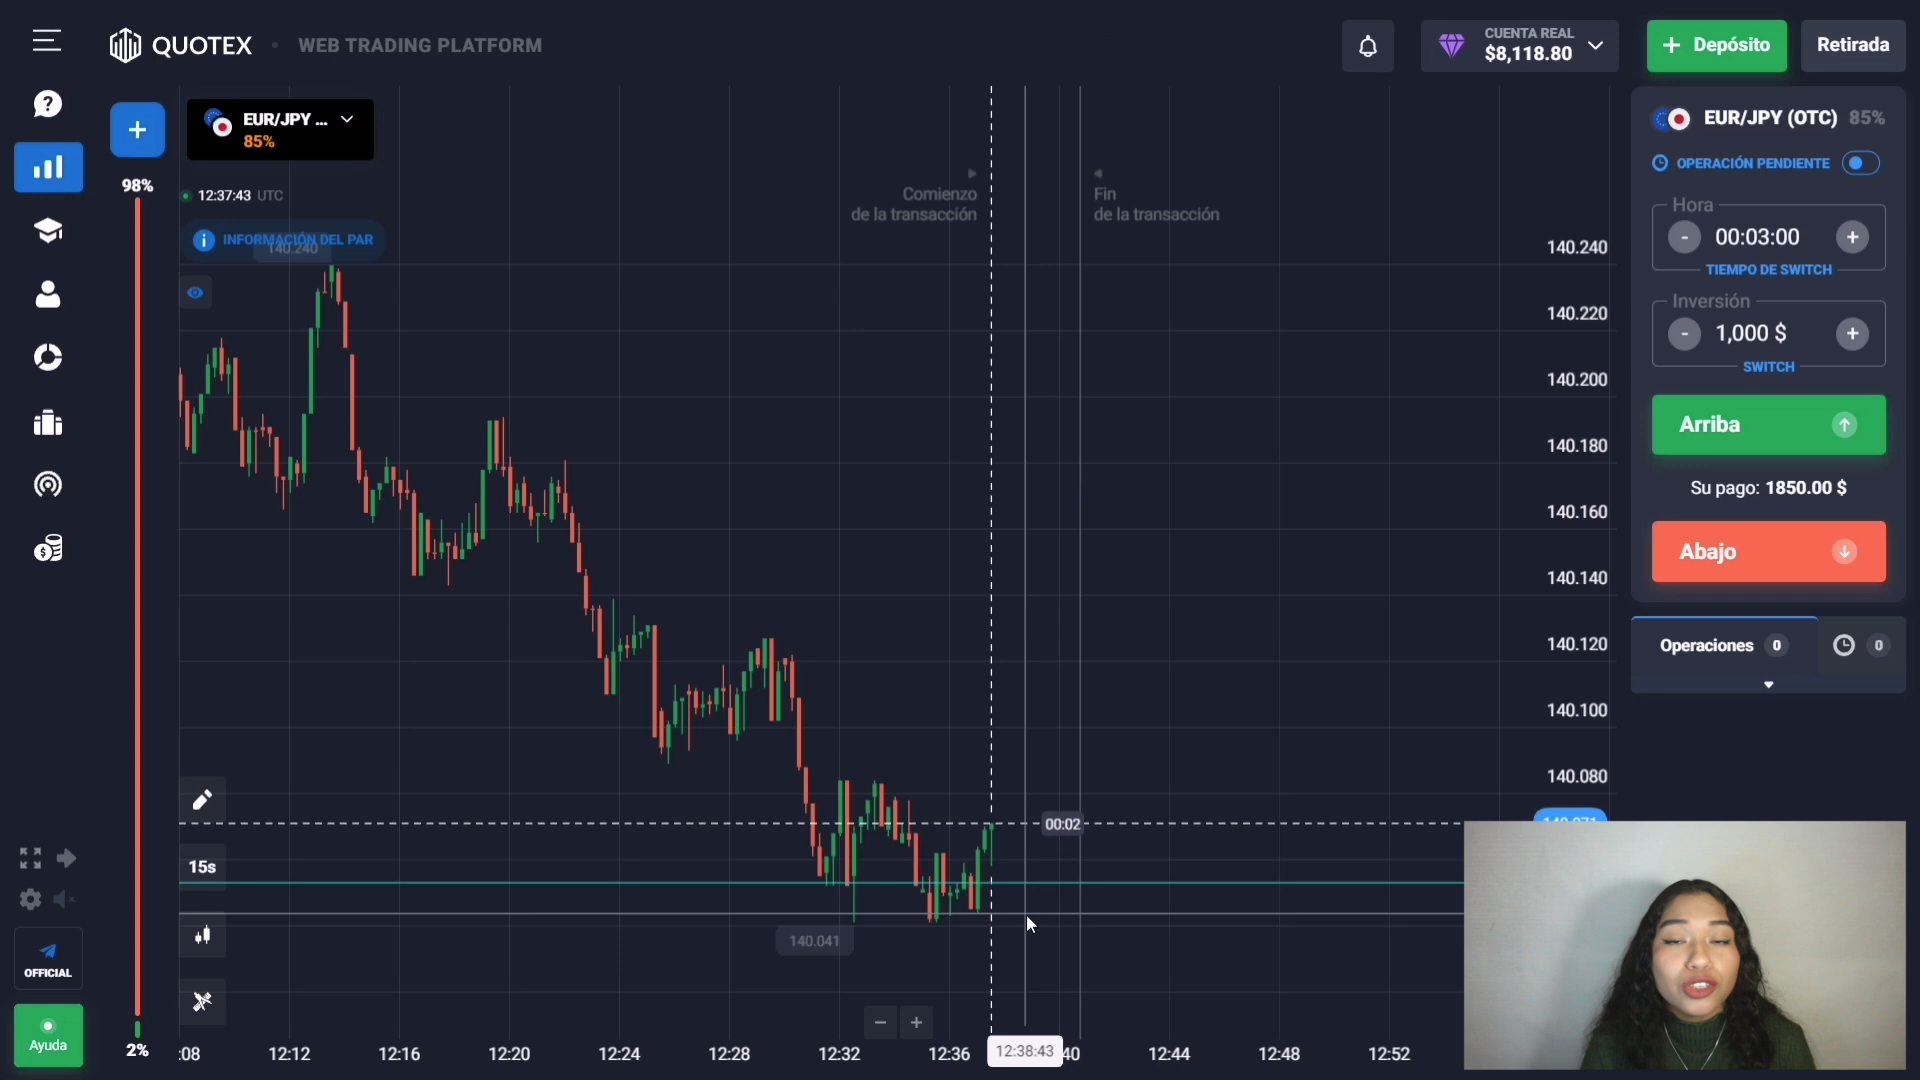 QUOTEX
WEB TRADING PLATFORM
CUENTA REAL
$8,118.80
+ Depósito
Retirada
EUR/JPY ...
85%
98%
12:37:43 UTC
INFORMACIÓN DEL PAR
140.240
Comienzo
de la transacción
Fin
de la transacción
140.240
140.220
140.200
140.180
140.160
140.140
140.120
140.100
140.080
00:02
15s
140.041
2%
:08
12:12
12:16
12:20
12:24
12:28
12:32
12:36
12:38:43
40
12:44
12:48
12:52
EUR/JPY (OTC) 85%
OPERACIÓN PENDIENTE
Hora
- 00:03:00 +
TIEMPO DE SWITCH
Inversión
- 1,000 $ +
SWITCH
Arriba
Su pago: 1850.00 $
Abajo
Operaciones 0
0
OFFICIAL
Ayuda